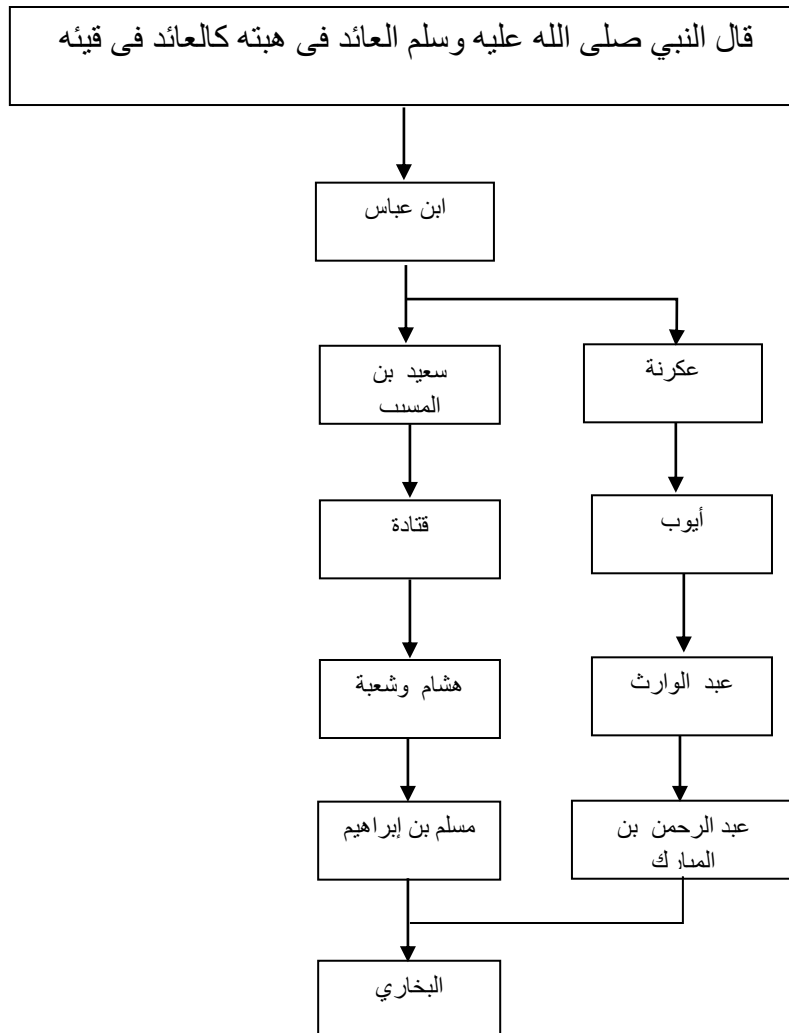 قال النبي صلى الله عليه وسلم العائد فى هبته كالعائد فى قيئه
ابن عباس
سعيد بن
المسيب
عكرنة
قتادة
أيوب
هشام وشعبة
عبد الوارث
مسلم بن إبراهيم
عبد الرحمن بن
المبارك
البخاري